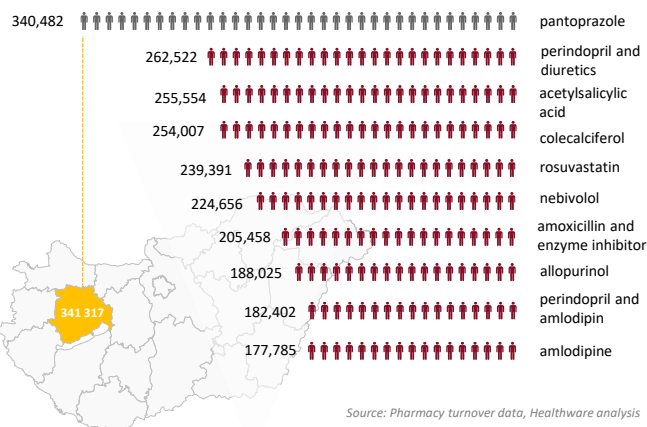 340,482 pantoprazole
262,522 perindopril and
diuretics
255,554 acetylsalicylic
acid
254,007 colecalciferol
239,391 rosuvastatin
224,656 nebivolol
205,458 amoxicillin and
enzyme inhibitor
188,025 allopurinol
182,402 perindopril and
amlodipin
177,785 amlodipine
341 317
Source: Pharmacy turnover data, Healthware analysis